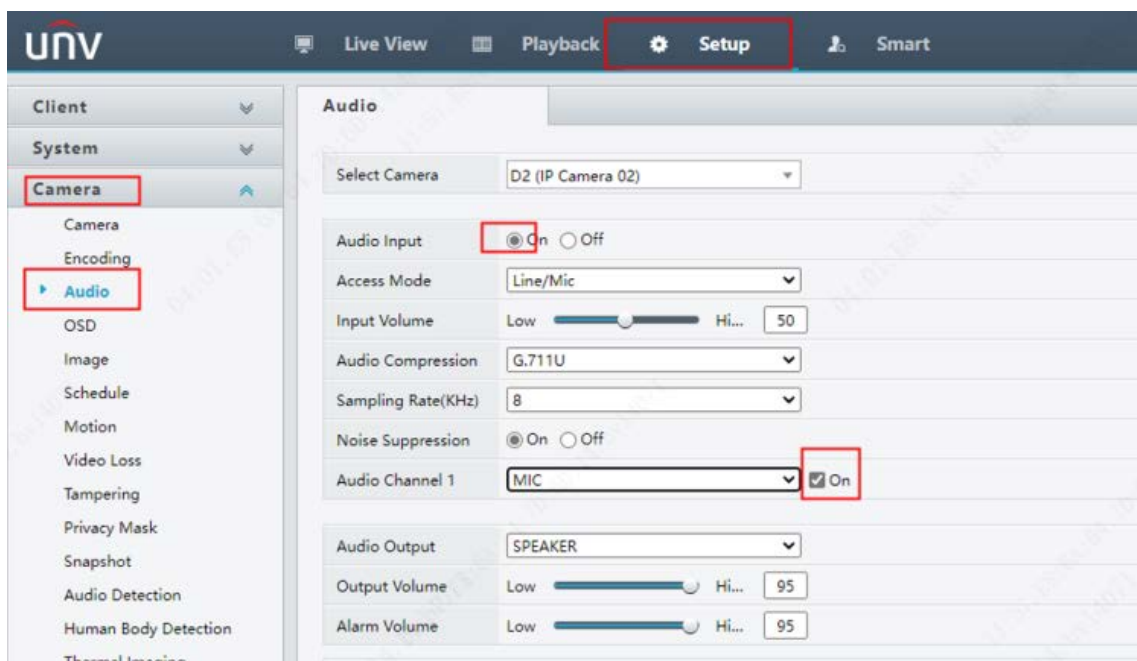 unv
Live View Playback Setup Smart
Client
System
Camera
Camera
Encoding
Audio
OSD
Image
Schedule
Motion
Video Loss
Tampering
Privacy Mask
Snapshot
Audio Detection
Human Body Detection
Thermal Imaging
Audio
Select Camera D2 (IP Camera 02)
Audio Input On Off
Access Mode Line/Mic
Input Volume Low Hi... 50
Audio Compression G.711U
Sampling Rate(KHz) 8
Noise Suppression On Off
Audio Channel 1 MIC On
Audio Output SPEAKER
Output Volume Low Hi... 95
Alarm Volume Low Hi... 95